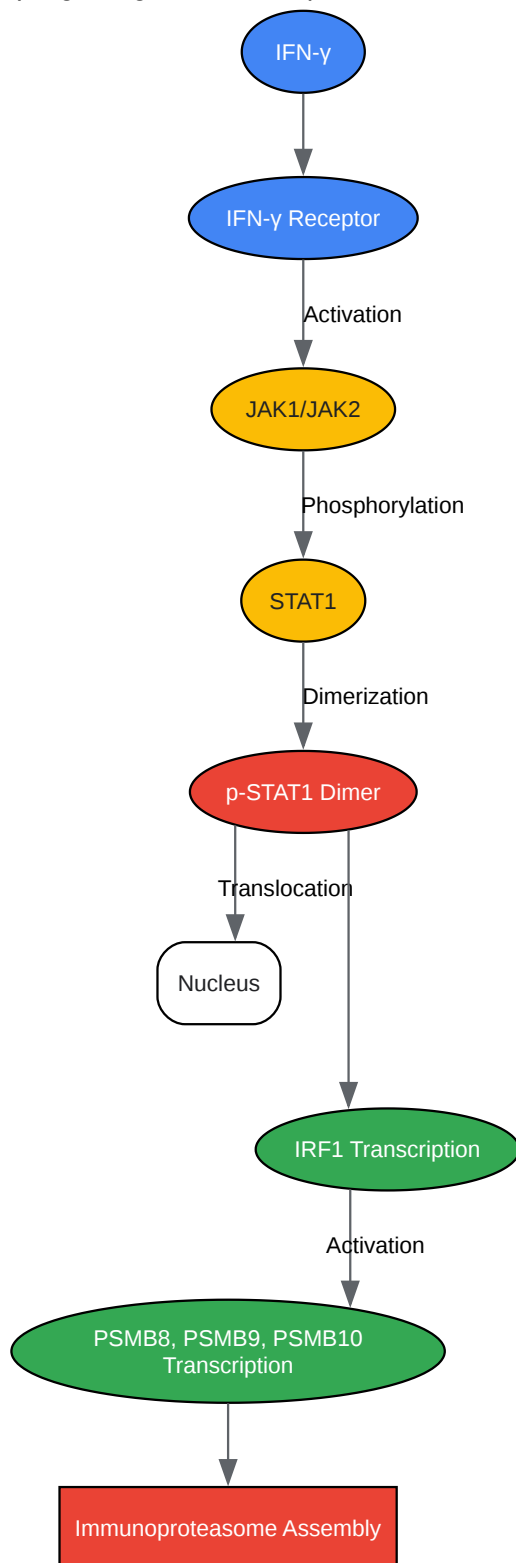 IFN-γ
IFN-γ Receptor
Activation
JAK1/JAK2
Phosphorylation
STAT1
Dimerization
p-STAT1 Dimer
Translocation
Nucleus
IRF1 Transcription
Activation
PSMB8, PSMB9, PSMB10
Transcription
Immunoproteasome Assembly